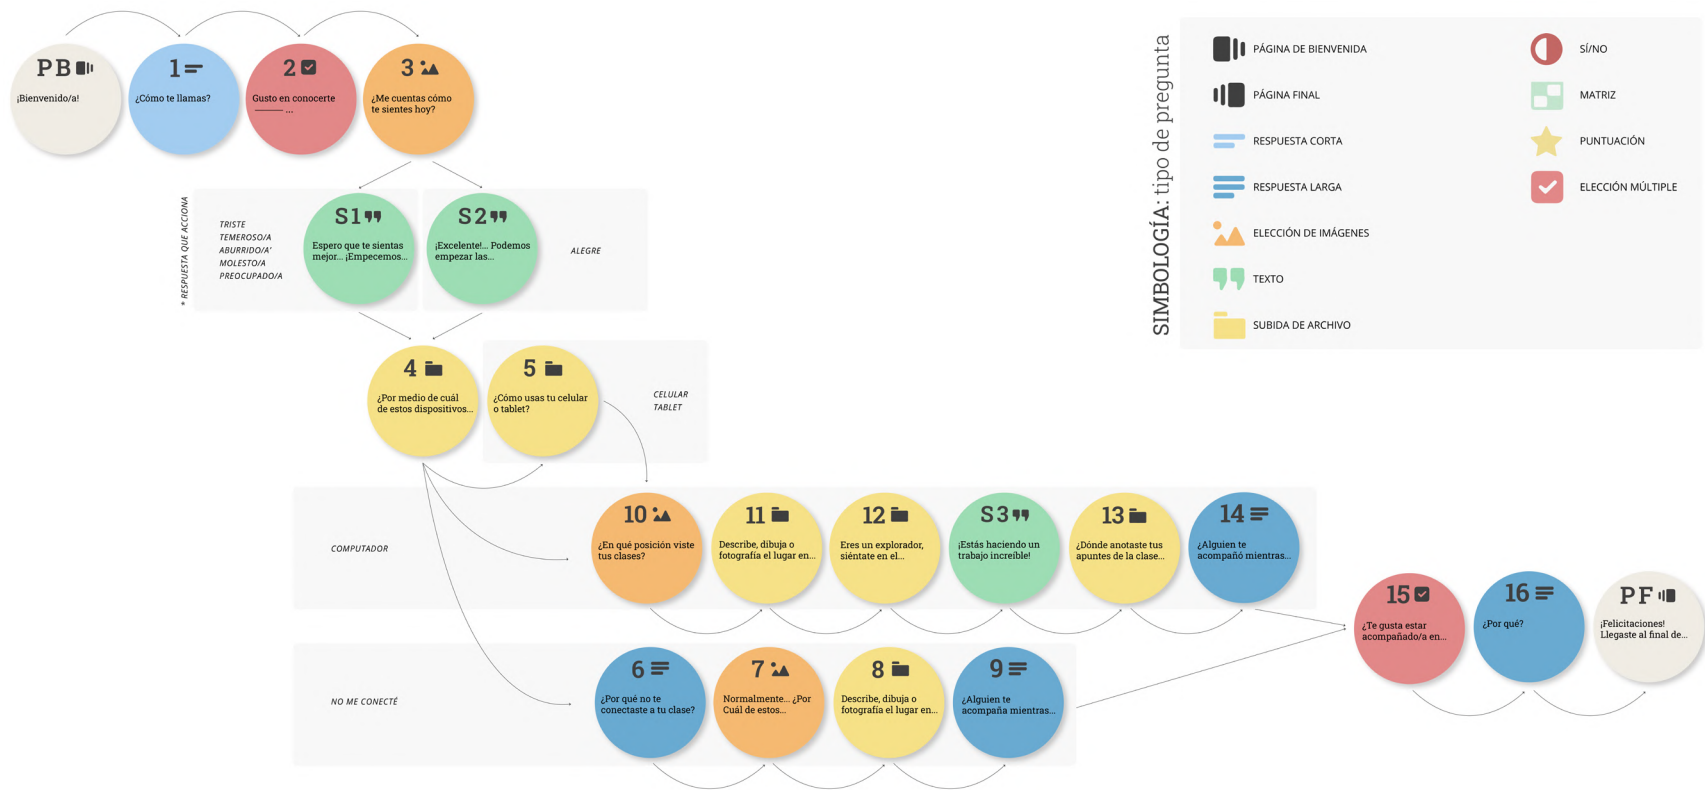 PB
¡Bienvenido/a!
1
¿Cómo te llamas?
2
Gusto en conocerte
______ ...
3
¿Me cuentas cómo
te sientes hoy?
SIMBOLOGÍA: tipo de pregunta
PÁGINA DE BIENVENIDA
PÁGINA FINAL
RESPUESTA CORTA
RESPUESTA LARGA
ELECCIÓN DE IMÁGENES
TEXTO
SUBIDA DE ARCHIVO
SÍ/NO
MATRIZ
PUNTUACIÓN
ELECCIÓN MÚLTIPLE
* RESPUESTA QUE ACCIONA
TRISTE
TEMEROSO/A
ABURRIDO/A'
MOLESTO/A
PREOCUPADO/A
S1
Espero que te sientas
mejor... ¡Empecemos...
S2
¡Excelente!... Podemos
empezar las...
ALEGRE
4
¿Por medio de cuál
de estos dispositivos...
5
¿Cómo usas tu celular
o tablet?
CELULAR
TABLET
COMPUTADOR
10
¿En qué posición viste
tus clases?
11
Describe, dibuja o
fotografía el lugar en...
12
Eres un explorador,
siéntate en el...
S3
¡Estás haciendo un
trabajo increíble!
13
¿Dónde anotaste tus
apuntes de la clase...
14
¿Alguien te
acompañó mientras...
NO ME CONECTÉ
6
¿Por qué no te
conectaste a tu clase?
7
Normalmente... ¿Por
Cuál de estos...
8
Describe, dibuja o
fotografía el lugar en...
9
¿Alguien te
acompaña mientras...
15
¿Te gusta estar
acompañado/a en...
16
¿Por qué?
PF
¡Felicitaciones!
Llegaste al final de...